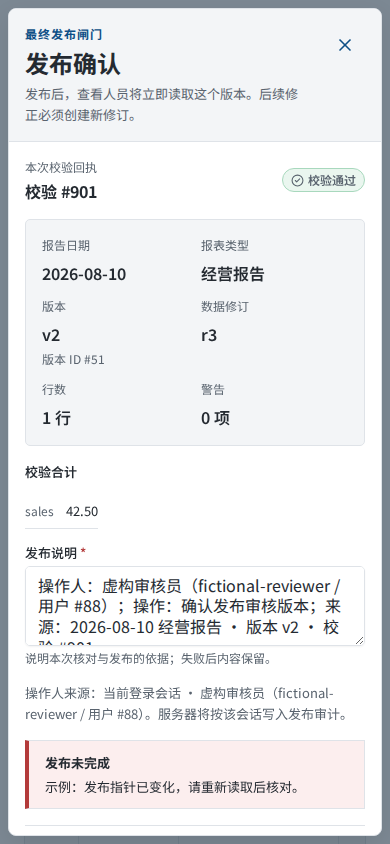 最终发布闸门
发布确认
发布后，查看人员将立即读取这个版本。后续修
正必须创建新修订。
本次校验回执
校验 #901
校验通过
报告日期
报表类型
2026-08-10
经营报告
版本
数据修订
v2
r3
版本 ID #51
行数
警告
1 行
0 项
校验合计
sales 42.50
发布说明 *
操作人：虚构审核员（fictional-reviewer /
用户 #88）；操作：确认发布审核版本；来
源：2026-08-10 经营报告 · 版本 v2 · 校
说明本次核对与发布的依据；失败后内容保留。
操作人来源：当前登录会话 · 虚构审核员（fictional-
reviewer / 用户 #88）。服务器将按该会话写入发布审计。
发布未完成
示例：发布指针已变化，请重新读取后核对。